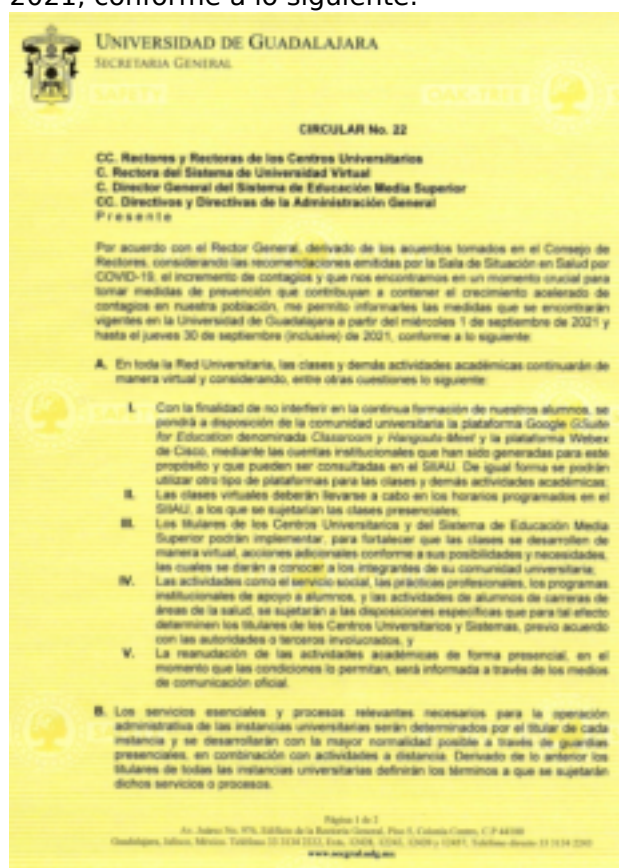 2021, conforme a lo siguiente:
UNIVERSIDAD DE GUADALAJARA
SECRETARIA GENERAL
SAFETY
OAK-TREE
CIRCULAR No. 22
CC. Rectores y Rectoras de los Centros Universitarios
C. Rectora del Sistema de Universidad Virtual
C. Director General del Sistema de Educación Media Superior
CC. Directivos y Directivas de la Administración General
Presente
Por acuerdo con el Rector General, derivado de los acuerdos tomados en el Consejo de
Rectores, considerando las recomendaciones emitidas por la Sala de Situación en Salud por
COVID-19, el incremento de contagios y que nos encontramos en un momento crucial para
tomar medidas de prevención que contribuyan a contener el crecimiento acelerado de
contagios en nuestra población, me permito informarles las medidas que se encontrarán
vigentes en la Universidad de Guadalajara a partir del miércoles 1 de septiembre de 2021 y
hasta el jueves 30 de septiembre (inclusive) de 2021, conforme a lo siguiente:
A. En toda la Red Universitaria, las clases y demás actividades académicas continuarán de
manera virtual y considerando, entre otras cuestiones lo siguiente:
I. Con la finalidad de no interferir en la continua formación de nuestros alumnos, se
pondrá a disposición de la comunidad universitaria la plataforma Google GSuite
for Education denominada Classroom y Hangouts-Meet y la plataforma Webex
de Cisco, mediante las cuentas institucionales que han sido generadas para este
propósito y que pueden ser consultadas en el SIIAU. De igual forma se podrán
utilizar otro tipo de plataformas para las clases y demás actividades académicas;
II. Las clases virtuales deberán llevarse a cabo en los horarios programados en el
SIIAU, a los que se sujetarían las clases presenciales;
III. Los titulares de los Centros Universitarios y del Sistema de Educación Media
Superior podrán implementar, para fortalecer que las clases se desarrollen de
manera virtual, acciones adicionales conforme a sus posibilidades y necesidades,
las cuales se darán a conocer a los integrantes de su comunidad universitaria;
IV. Las actividades como el servicio social, las prácticas profesionales, los programas
institucionales de apoyo a alumnos, y las actividades de alumnos de carreras de
áreas de la salud, se sujetarán a las disposiciones específicas que para tal efecto
determinen los titulares de los Centros Universitarios y Sistemas, previo acuerdo
con las autoridades o terceros involucrados, y
V. La reanudación de las actividades académicas de forma presencial, en el
momento que las condiciones lo permitan, será informada a través de los medios
de comunicación oficial.
B. Los servicios esenciales y procesos relevantes necesarios para la operación
administrativa de las instancias universitarias serán determinados por el titular de cada
instancia y se desarrollarán con la mayor normalidad posible a través de guardias
presenciales, en combinación con actividades a distancia. Derivado de lo anterior los
titulares de todas las instancias universitarias definirán los términos a que se sujetarán
dichos servicios o procesos.
Página 1 de 2
Av. Juárez No. 976, Edificio de la Rectoría General, Piso 5, Colonia Centro, C.P 44100
Guadalajara, Jalisco, México.
www.secgral.udg.mx